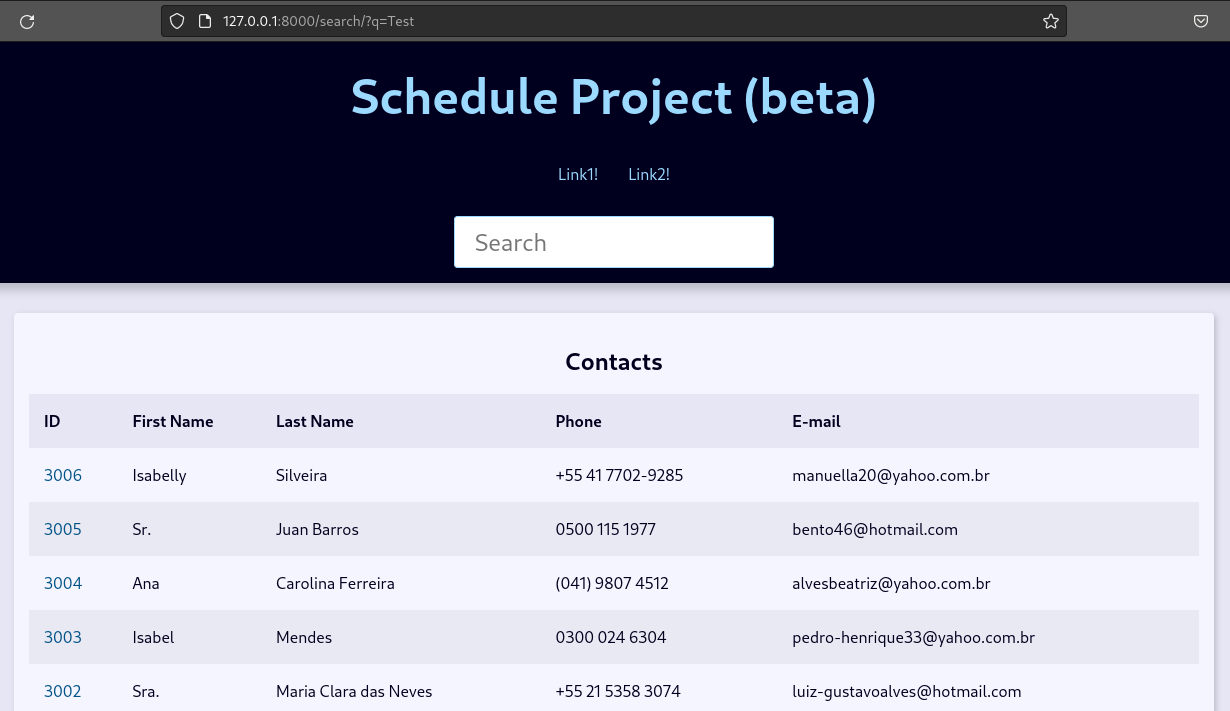 127.0.0.1:8000/search/?q=Test
Schedule Project (beta)
Link1! Link2!
Search
Contacts
ID First Name Last Name Phone E-mail
3006 Isabelly Silveira +55 41 7702-9285 manuella20@yahoo.com.br
3005 Sr. Juan Barros 0500 115 1977 bento46@hotmail.com
3004 Ana Carolina Ferreira (041) 9807 4512 alvesbeatriz@yahoo.com.br
3003 Isabel Mendes 0300 024 6304 pedro-henrique33@yahoo.com.br
3002 Sra. Maria Clara das Neves +55 21 5358 3074 luiz-gustavoalves@hotmail.com